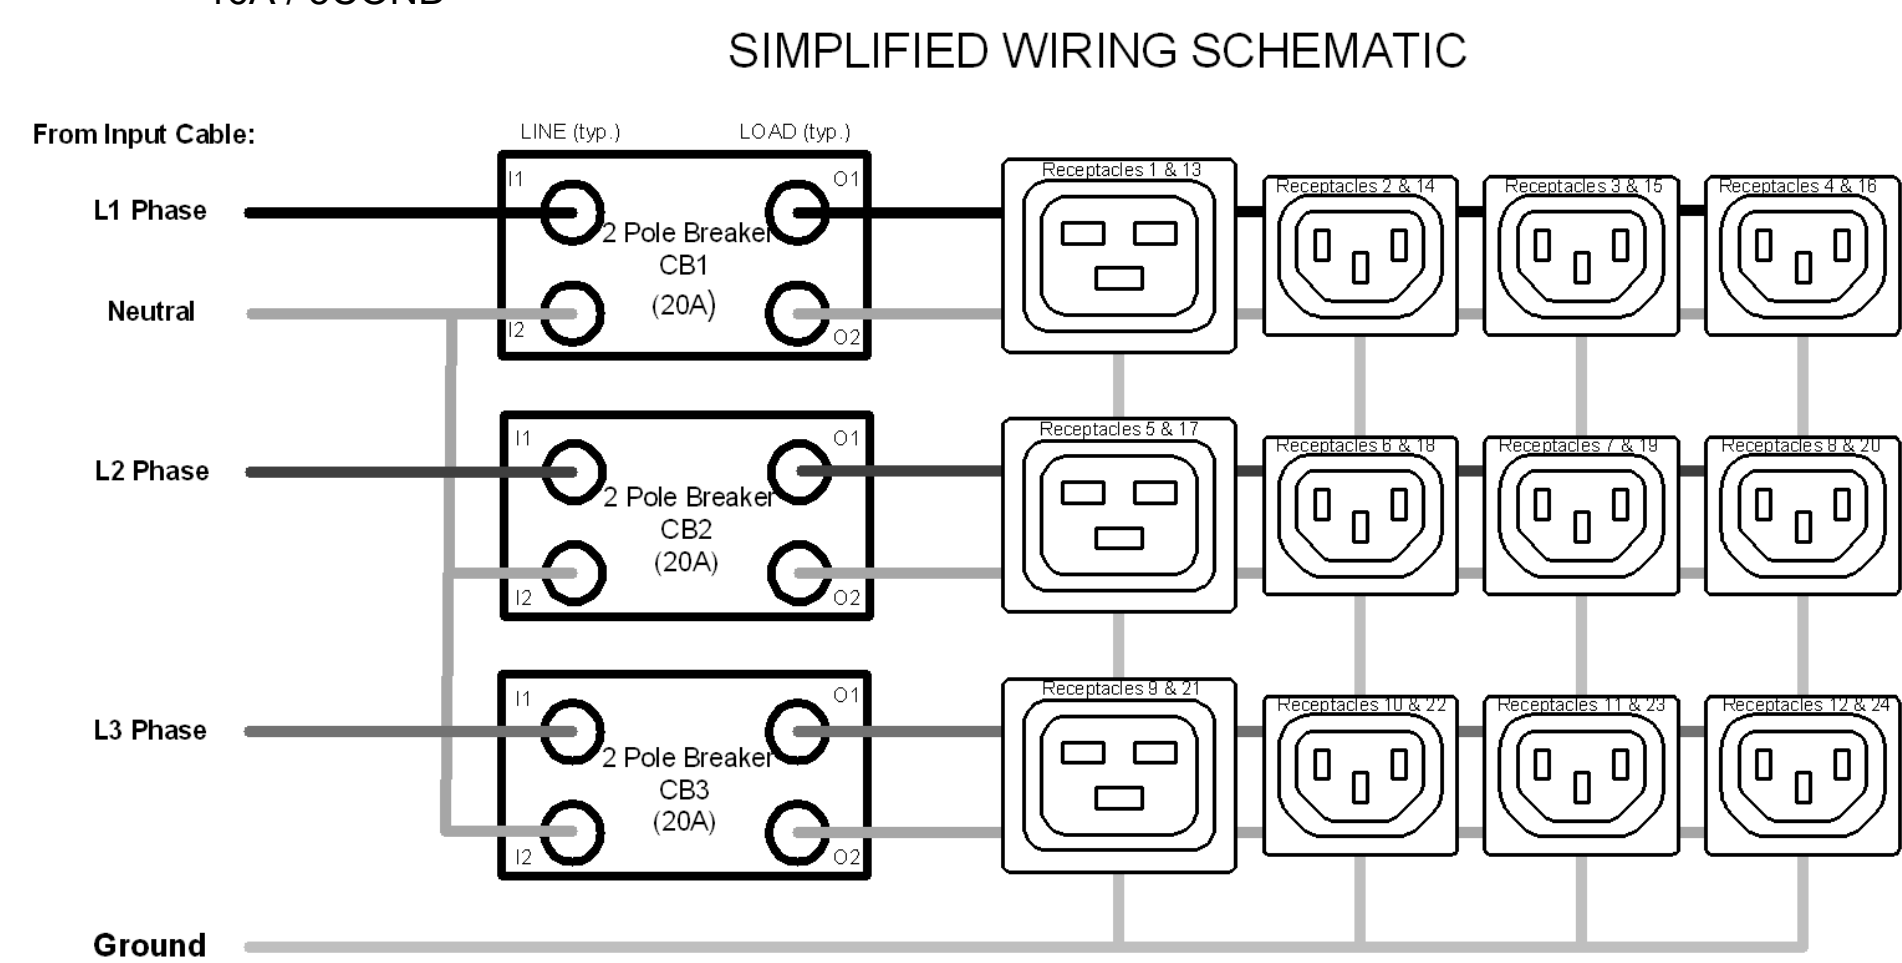 SIMPLIFIED WIRING SCHEMATIC
From Input Cable:
LINE (typ.)
LOAD (typ.)
L1 Phase
Neutral
I1
O1
2 Pole Breaker
CB1
(20A)
I2
O2
Receptacles 1 & 13
Receptacles 2 & 14
Receptacles 3 & 15
Receptacles 4 & 16
L2 Phase
I1
O1
2 Pole Breaker
CB2
(20A)
I2
O2
Receptacles 5 & 17
Receptacles 6 & 18
Receptacles 7 & 19
Receptacles 8 & 20
L3 Phase
I1
O1
2 Pole Breaker
CB3
(20A)
I2
O2
Receptacles 9 & 21
Receptacles 10 & 22
Receptacles 11 & 23
Receptacles 12 & 24
Ground